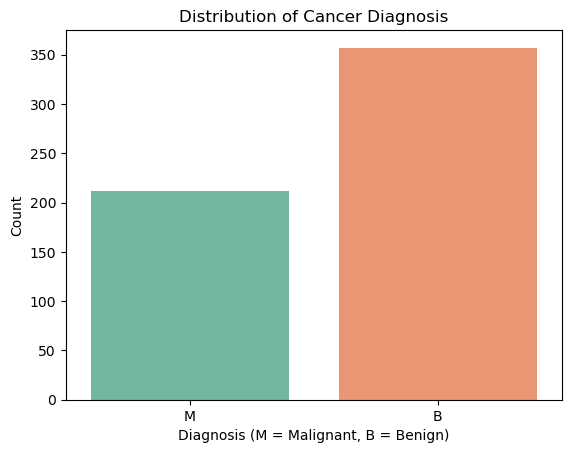 Distribution of Cancer Diagnosis
350
300
250
200
150
100
50
0
Count
M
B
Diagnosis (M = Malignant, B = Benign)